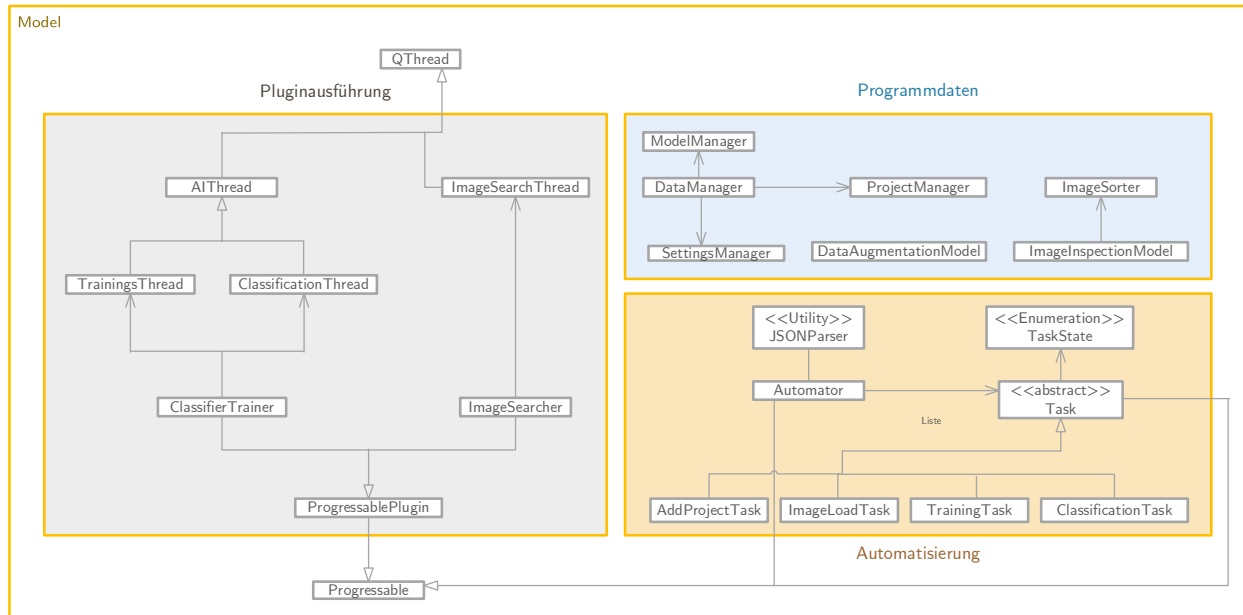 Model
QThread
Pluginausführung
Programmdaten
AIThread
ImageSearchThread
TrainingsThread
ClassificationThread
ClassifierTrainer
ImageSearcher
ProgressablePlugin
Progressable
ModelManager
DataManager
ProjectManager
ImageSorter
SettingsManager
DataAugmentationModel
ImageInspectionModel
<<Utility>>
JSONParser
<<Enumeration>>
TaskState
Automator
<<abstract>>
Task
Liste
AddProjectTask
ImageLoadTask
TrainingTask
ClassificationTask
Automatisierung